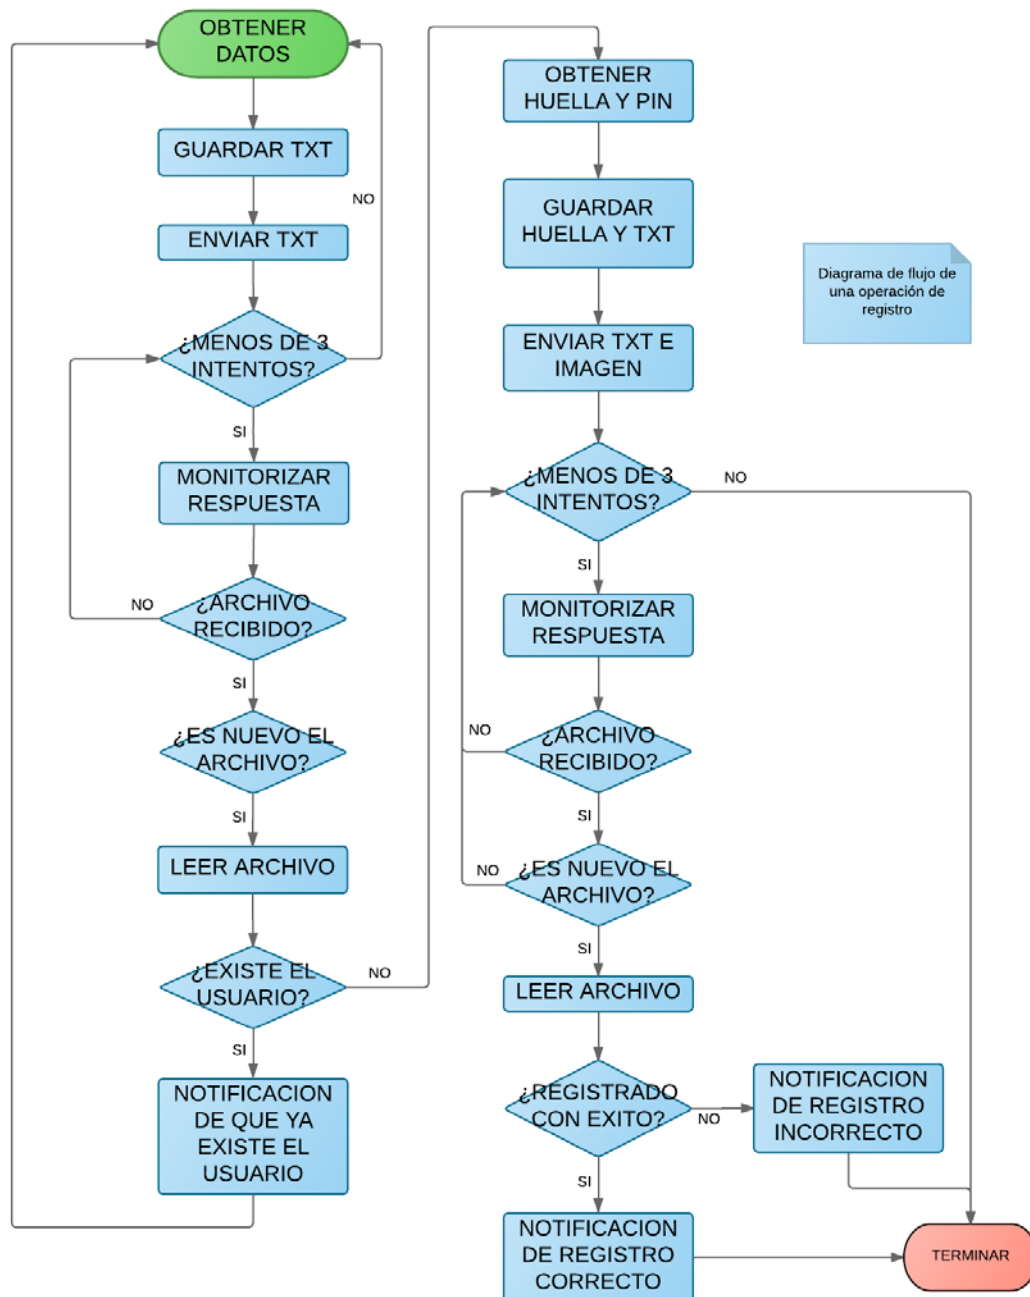 OBTENER
DATOS
GUARDAR TXT
NO
ENVIAR TXT
¿MENOS DE 3
INTENTOS?
SI
MONITORIZAR
RESPUESTA
¿ARCHIVO
RECIBIDO?
NO
SI
¿ES NUEVO EL
ARCHIVO?
SI
LEER ARCHIVO
¿EXISTE EL
USUARIO?
NO
SI
NOTIFICACION
DE QUE YA
EXISTE EL
USUARIO
OBTENER
HUELLA Y PIN
GUARDAR
HUELLA Y TXT
ENVIAR TXT E
IMAGEN
¿MENOS DE 3
INTENTOS?
NO
SI
MONITORIZAR
RESPUESTA
NO
¿ARCHIVO
RECIBIDO?
SI
NO
¿ES NUEVO EL
ARCHIVO?
SI
LEER ARCHIVO
¿REGISTRADO
CON EXITO?
NO
NOTIFICACION
DE REGISTRO
INCORRECTO
SI
NOTIFICACION
DE REGISTRO
CORRECTO
TERMINAR
Diagrama de flujo de
una operación de
registro